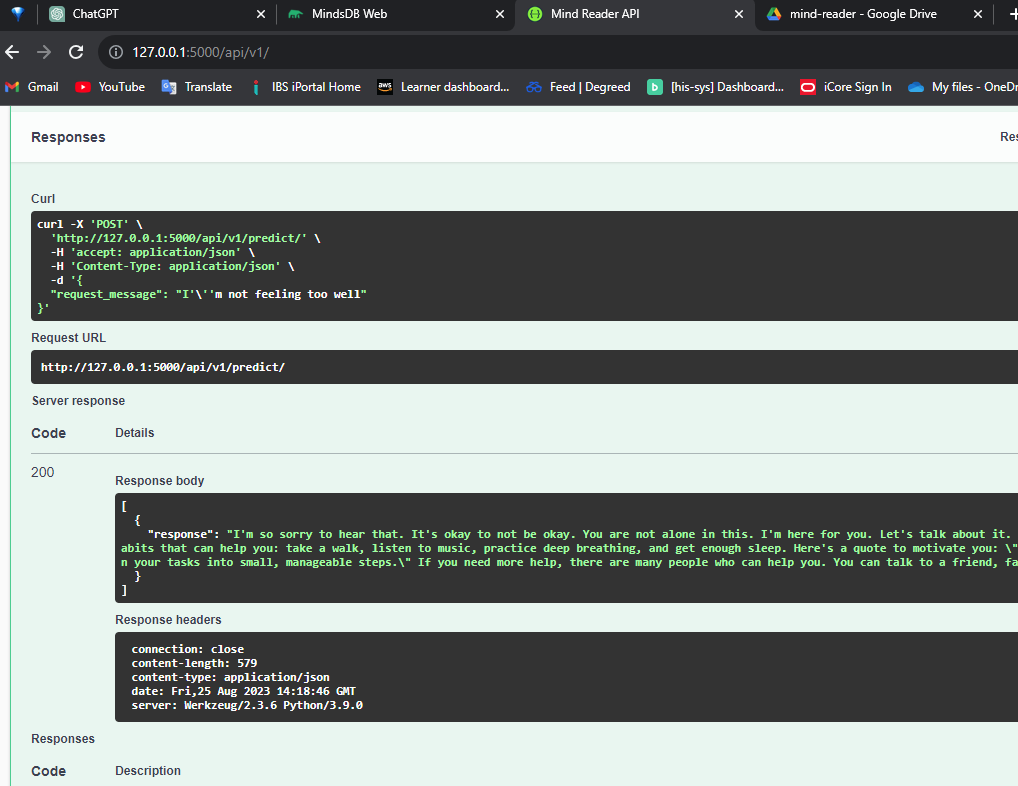 ChatGPT
MindsDB Web
Mind Reader API
mind-reader - Google Drive
127.0.0.1:5000/api/v1/
Gmail
YouTube
Translate
IBS iPortal Home
aws
Learner dashboard...
Feed | Degreed
b
[his-sys] Dashboard...
iCore Sign In
My files - OneDr
Responses
Res
Curl
curl -X 'POST' \
'http://127.0.0.1:5000/api/v1/predict/' \
-H 'accept: application/json' \
-H 'Content-Type: application/json' \
-d '{
"request_message": "I'\''m not feeling too well"
}'
Request URL
http://127.0.0.1:5000/api/v1/predict/
Server response
Code
Details
200
Response body
[
{
"response": "I'm so sorry to hear that. It's okay to not be okay. You are not alone in this. I'm here for you. Let's talk about it.
abits that can help you: take a walk, listen to music, practice deep breathing, and get enough sleep. Here's a quote to motivate you: \"
n your tasks into small, manageable steps.\" If you need more help, there are many people who can help you. You can talk to a friend, fa
}
]
Response headers
connection: close
content-length: 579
content-type: application/json
date: Fri,25 Aug 2023 14:18:46 GMT
server: Werkzeug/2.3.6 Python/3.9.0
Responses
Code
Description